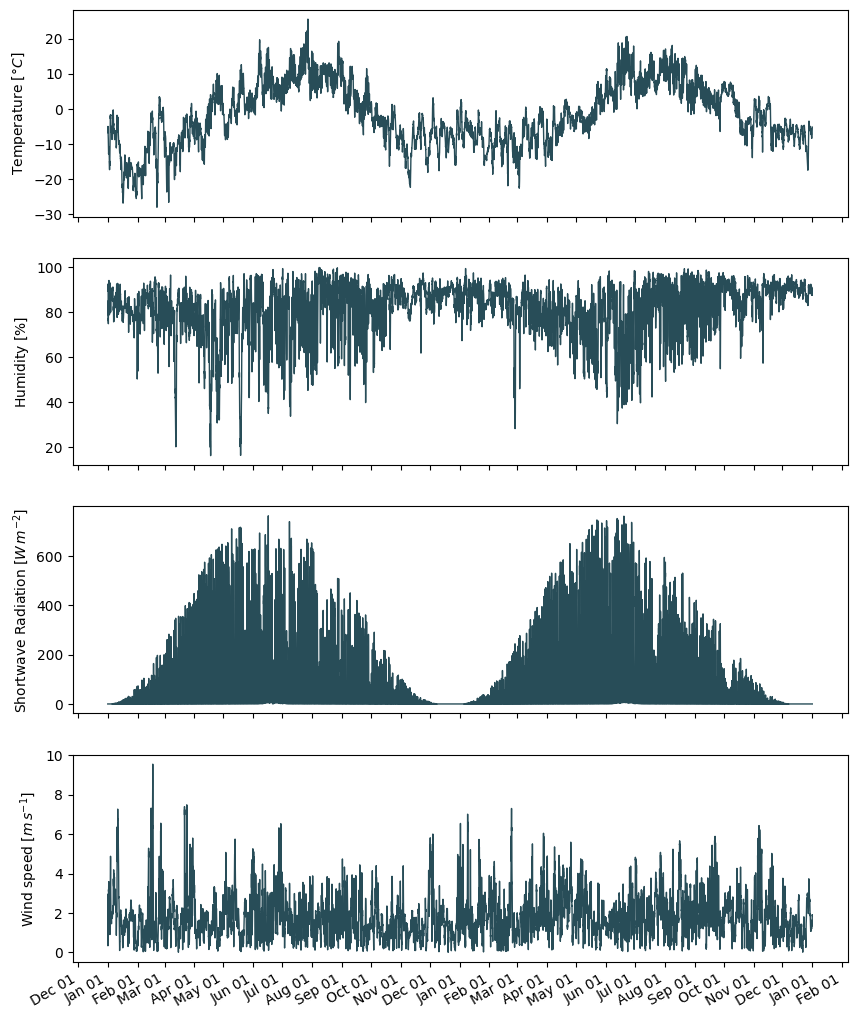 Temperature [°C]
20
10
0
−10
−20
−30
Humidity [%]
100
80
60
40
20
Shortwave Radiation [W m⁻²]
600
400
200
0
Wind speed [m s⁻¹]
10
8
6
4
2
0
Dec 01
Jan 01
Feb 01
Mar 01
Apr 01
May 01
Jun 01
Jul 01
Aug 01
Sep 01
Oct 01
Nov 01
Dec 01
Jan 01
Feb 01
Mar 01
Apr 01
May 01
Jun 01
Jul 01
Aug 01
Sep 01
Oct 01
Nov 01
Dec 01
Jan 01
Feb 01